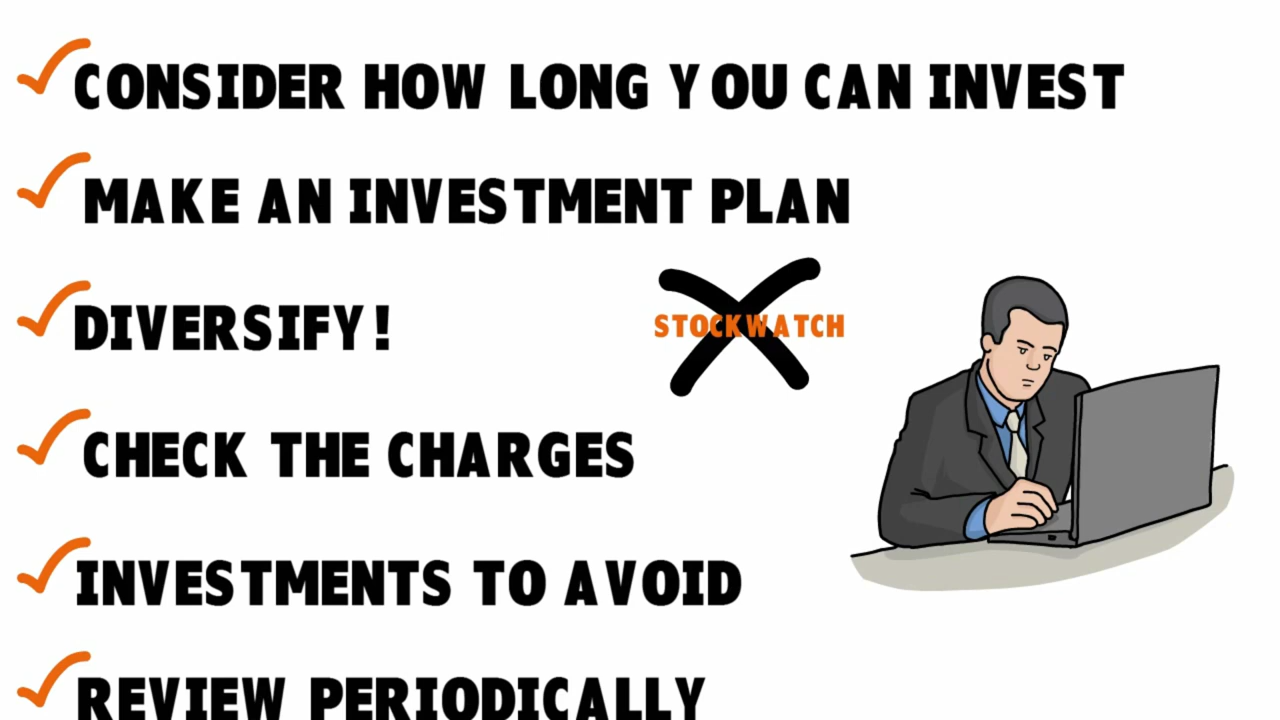 CONSIDER HOW LONG YOU CAN INVEST
MAKE AN INVESTMENT PLAN
DIVERSIFY!
STOCKWATCH
CHECK THE CHARGES
INVESTMENTS TO AVOID
REVIEW PERIODICALLY